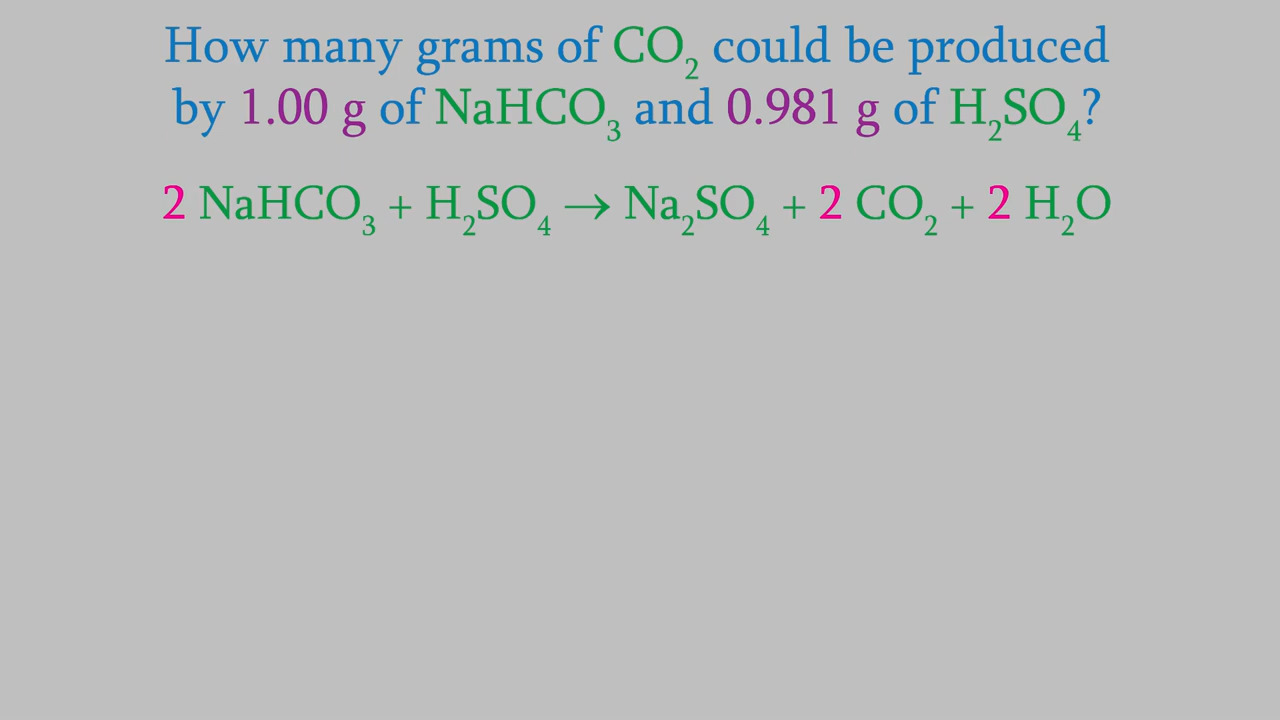 How many grams of CO₂ could be produced
by 1.00 g of NaHCO₃ and 0.981 g of H₂SO₄?
2 NaHCO₃ + H₂SO₄ → Na₂SO₄ + 2 CO₂ + 2 H₂O